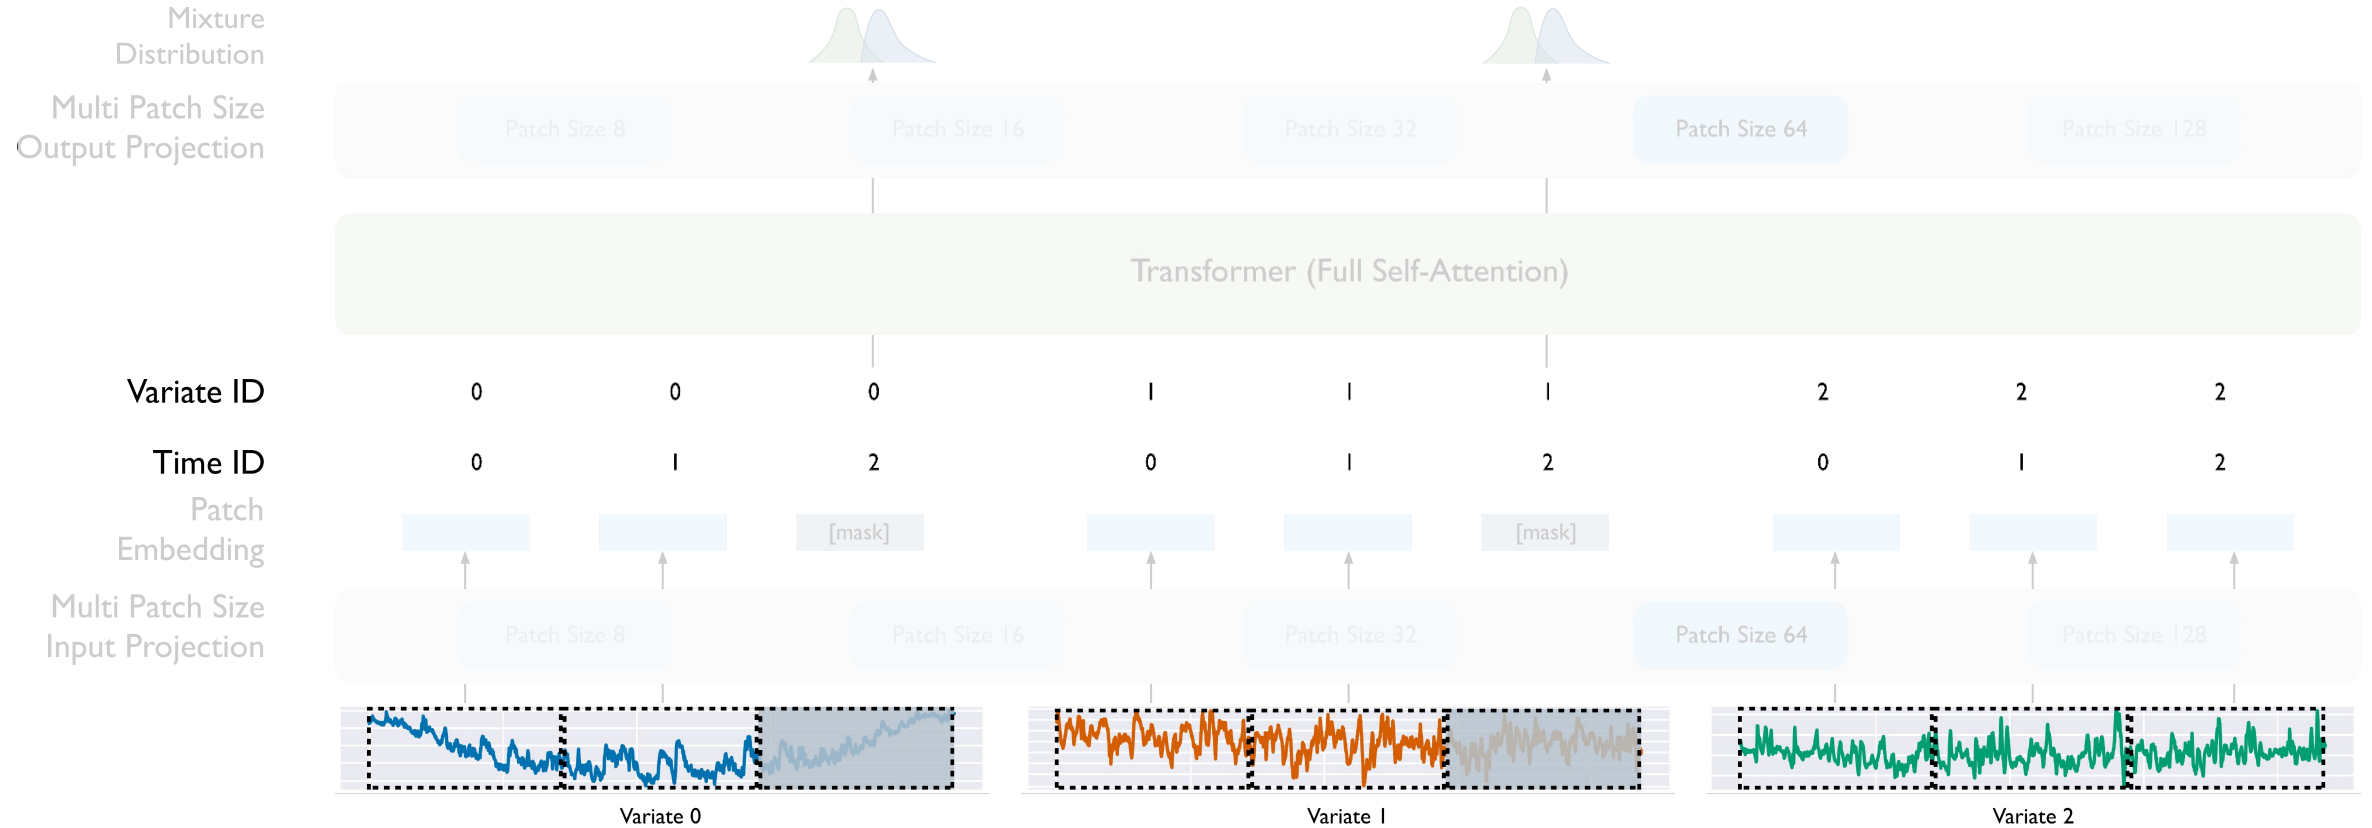 Mixture
Distribution
Multi Patch Size
Output Projection
Patch Size 8 Patch Size 16 Patch Size 32 Patch Size 64 Patch Size 128
Transformer (Full Self-Attention)
Variate ID 0 0 0 1 1 1 2 2 2
Time ID 0 1 2 0 1 2 0 1 2
Patch
Embedding
[mask] [mask]
Multi Patch Size
Input Projection
Patch Size 8 Patch Size 16 Patch Size 32 Patch Size 64 Patch Size 128
Variate 0 Variate 1 Variate 2